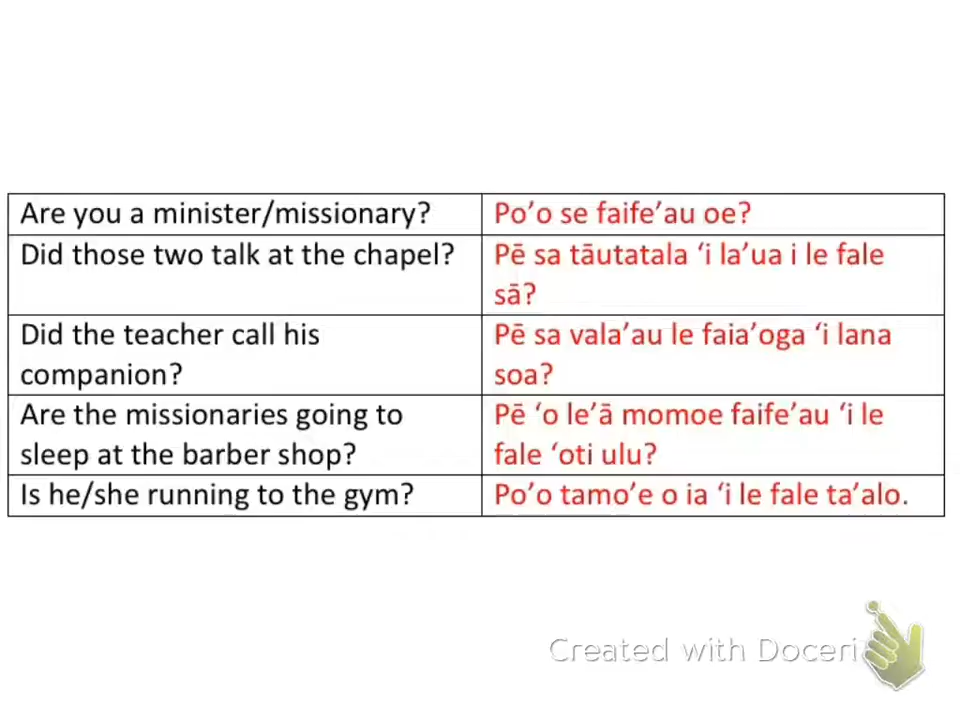 Are you a minister/missionary? Po’o se faife’au oe?
Did those two talk at the chapel? Pē sa tāutatala ‘i la’ua i le fale
sā?
Did the teacher call his Pē sa vala’au le faia’oga ‘i lana
companion? soa?
Are the missionaries going to Pē ‘o le’ā momoe faife’au ‘i le
sleep at the barber shop? fale ‘oti ulu?
Is he/she running to the gym? Po’o tamo’e o ia ‘i le fale ta’alo.
Created with Doceri